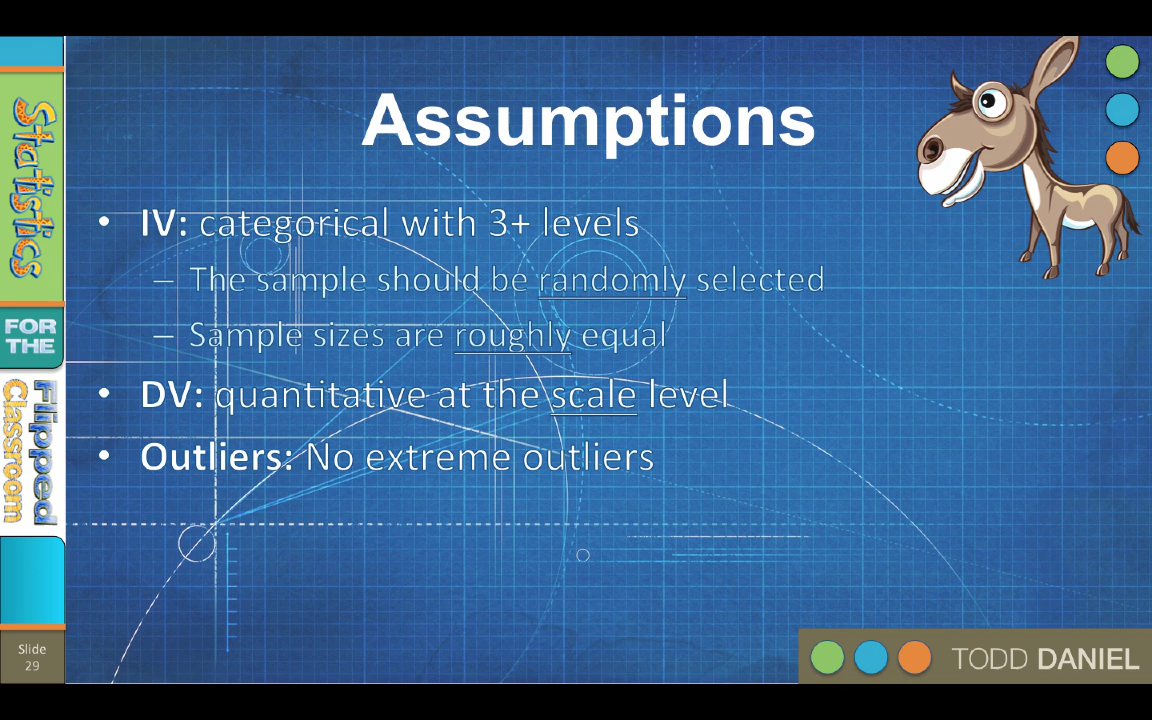 Assumptions
• IV: categorical with 3+ levels
– The sample should be randomly selected
– Sample sizes are roughly equal
• DV: quantitative at the scale level
• Outliers: No extreme outliers
Statistics
FOR
THE
Flipped
Classroom
Slide
29
TODD DANIEL